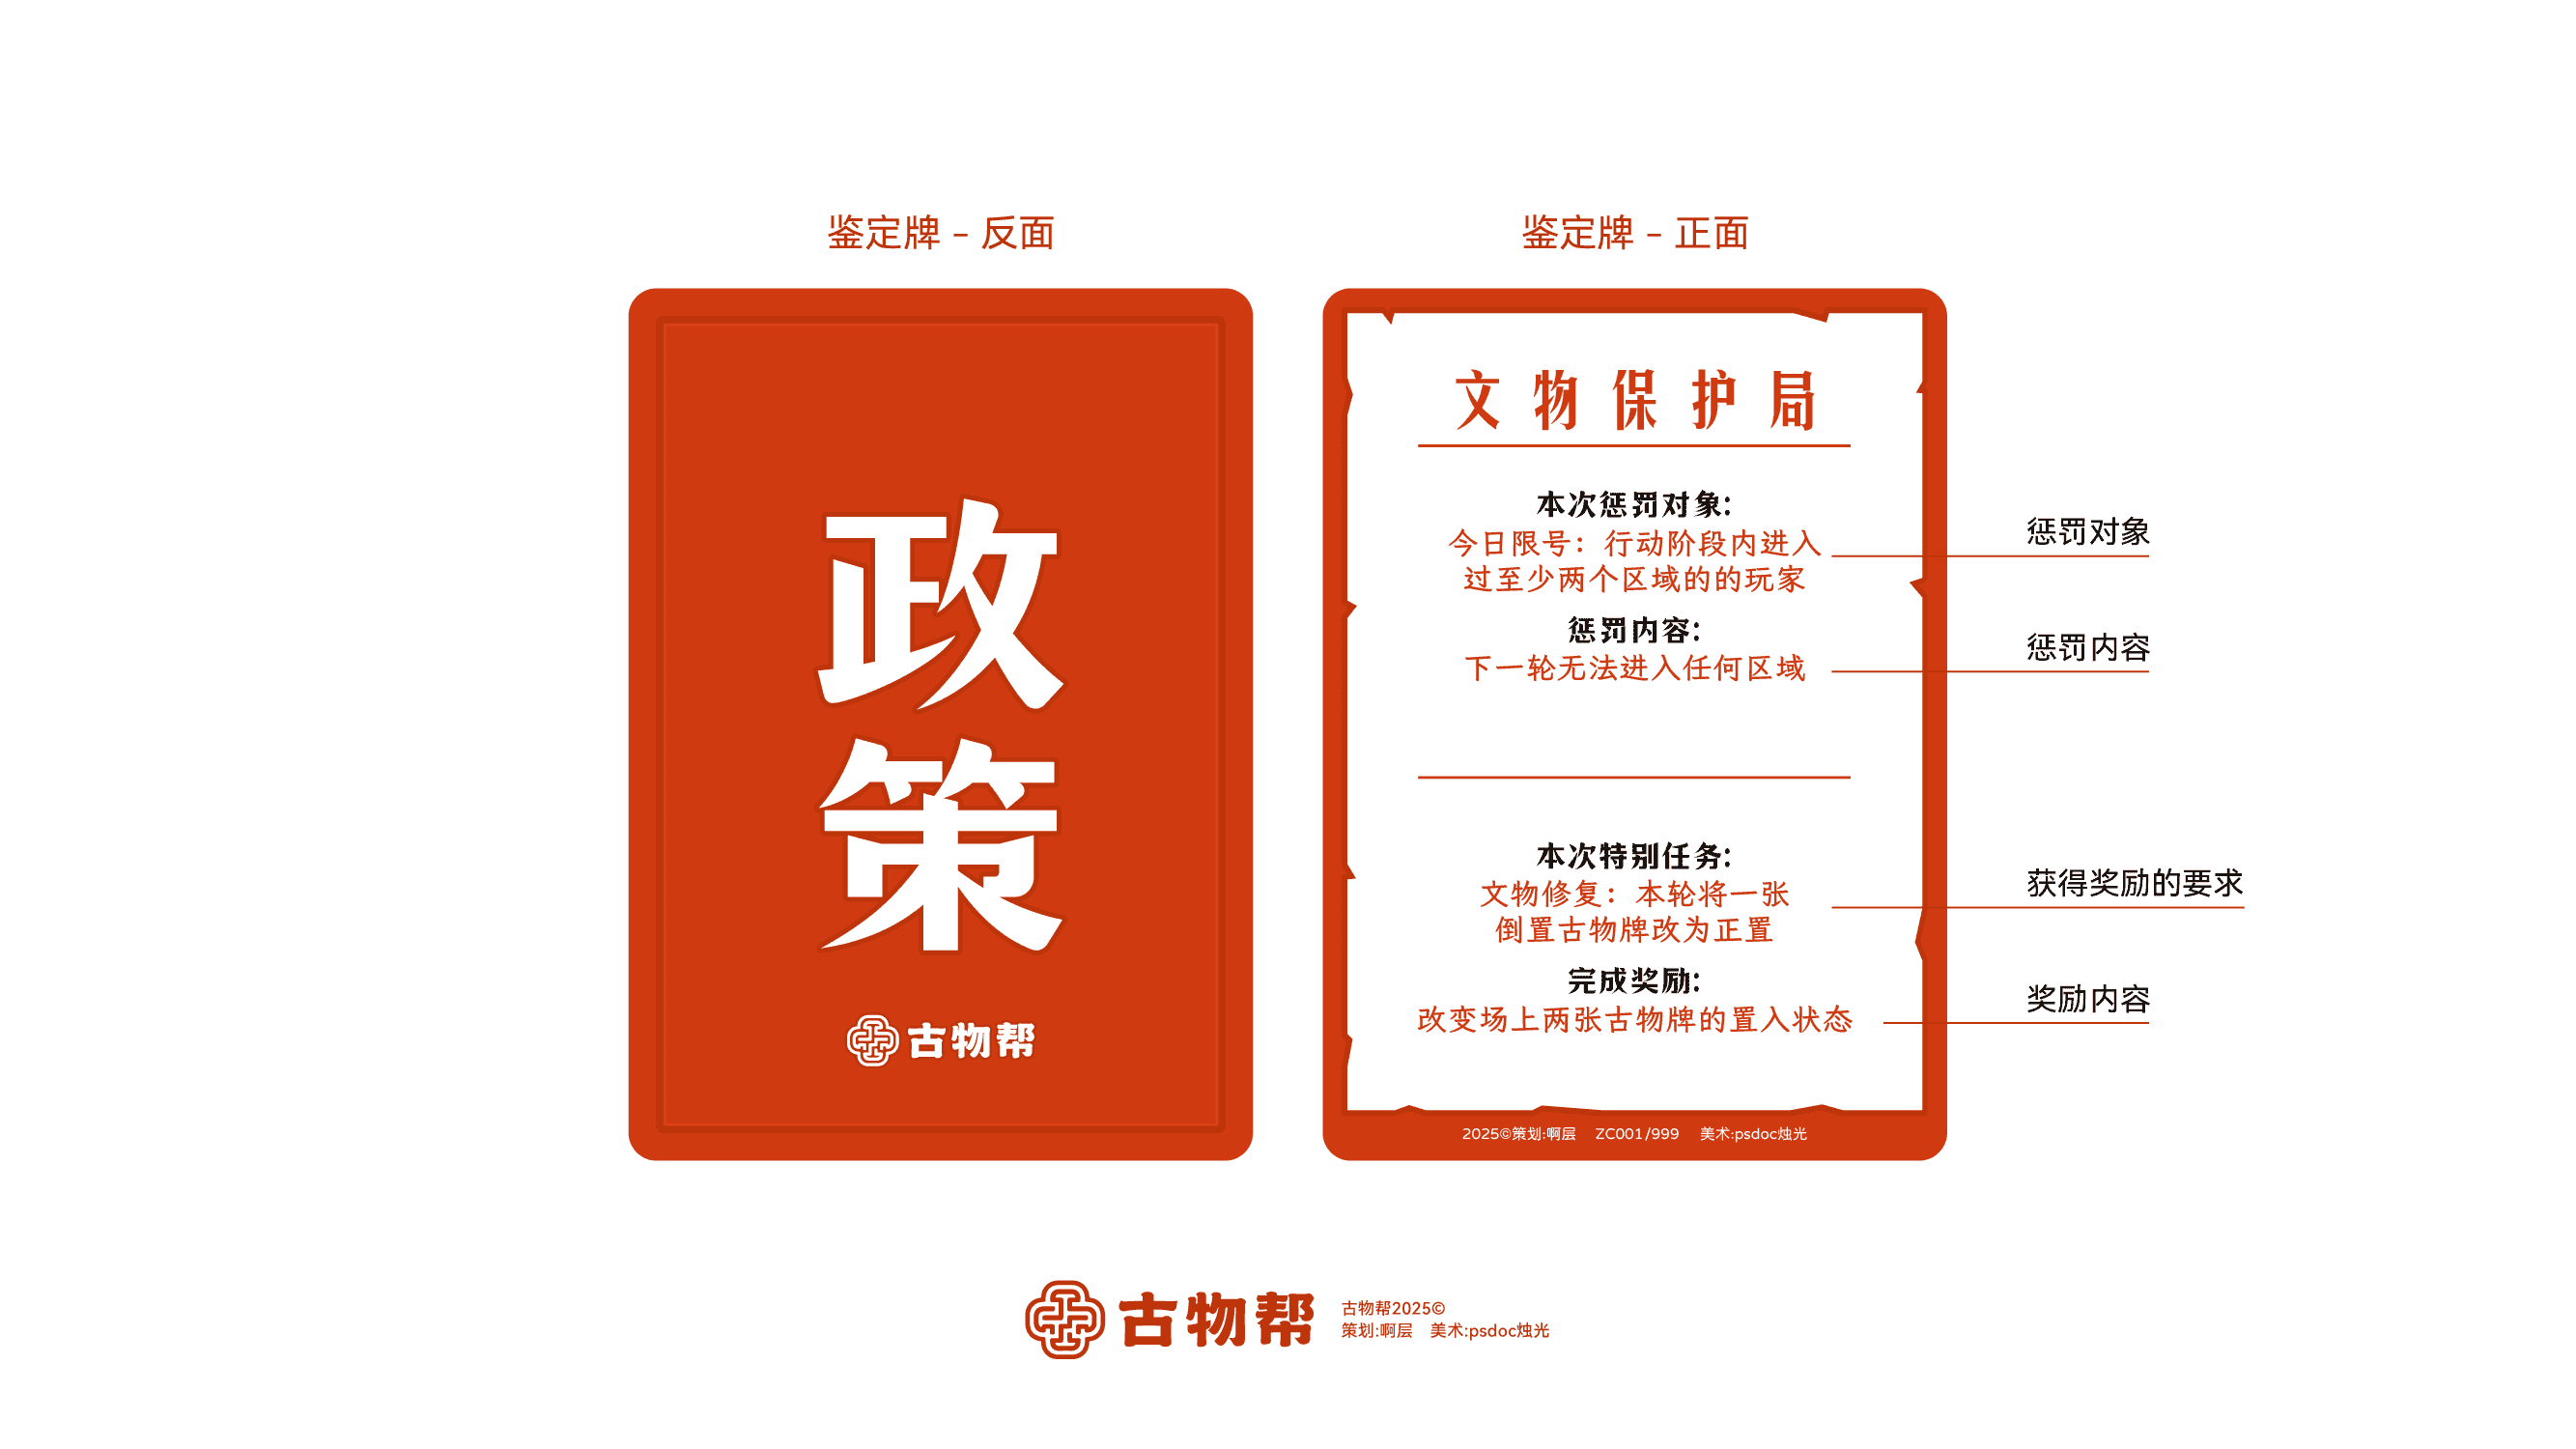 鉴定牌 – 反面
政
策
古物帮
鉴定牌 – 正面
文物保护局
本次惩罚对象:
今日限号：行动阶段内进入
过至少两个区域的的玩家
惩罚内容:
下一轮无法进入任何区域
本次特别任务:
文物修复：本轮将一张
倒置古物牌改为正置
完成奖励:
改变场上两张古物牌的置入状态
2025©策划:啊层 ZC001/999 美术:psdoc烛光
惩罚对象
惩罚内容
获得奖励的要求
奖励内容
古物帮
古物帮2025©
策划:啊层 美术:psdoc烛光